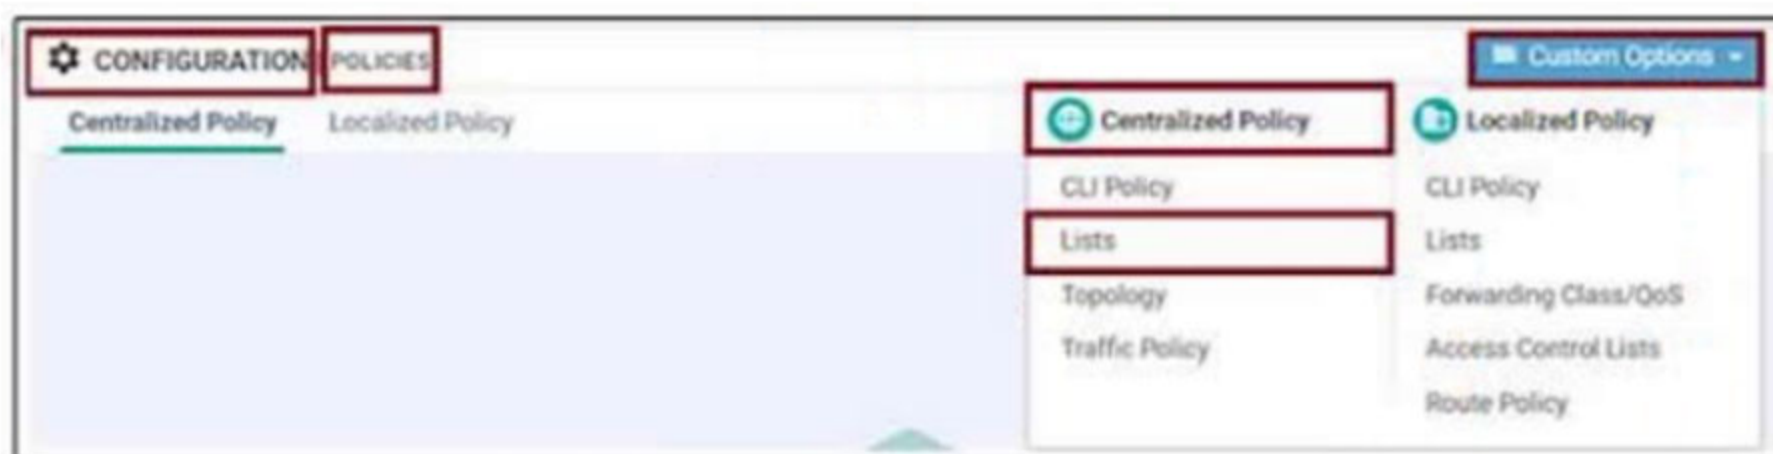 CONFIGURATION POLICIES
Custom Options
Centralized Policy Localized Policy
Centralized Policy
CLI Policy
Lists
Topology
Traffic Policy
Localized Policy
CLI Policy
Lists
Forwarding Class/QoS
Access Control Lists
Route Policy